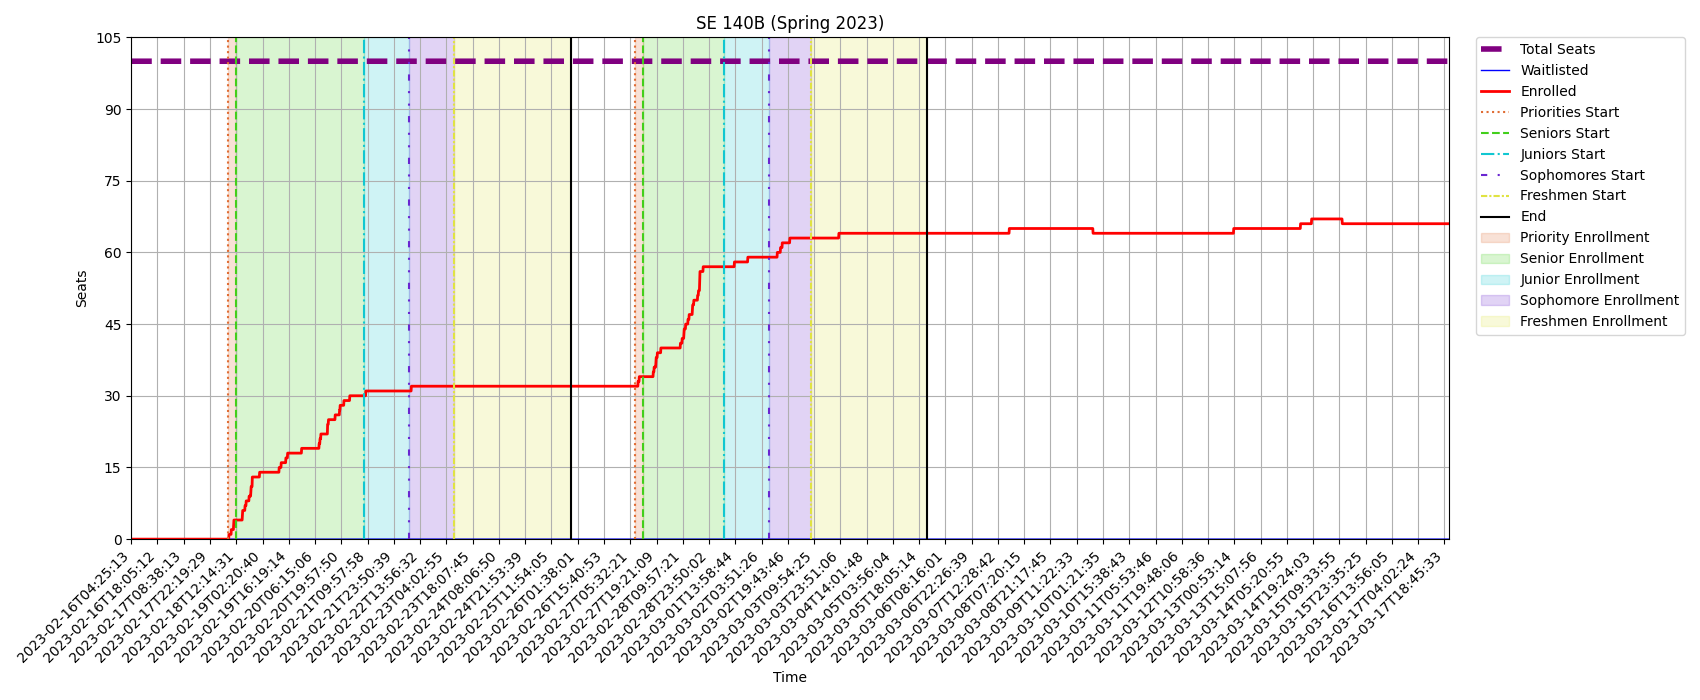 SE 140B (Spring 2023)
105
90
75
60
45
30
15
0
Seats
2023-02-16T04:25:13
2023-02-16T18:05:12
2023-02-17T08:38:13
2023-02-17T22:19:29
2023-02-18T12:14:31
2023-02-19T02:20:40
2023-02-19T16:19:14
2023-02-20T06:15:06
2023-02-20T19:57:50
2023-02-21T09:57:58
2023-02-21T23:50:39
2023-02-22T13:56:32
2023-02-23T04:02:55
2023-02-23T18:07:45
2023-02-24T08:06:50
2023-02-24T21:53:39
2023-02-25T11:54:05
2023-02-26T01:38:01
2023-02-26T15:40:53
2023-02-27T05:32:21
2023-02-27T19:21:09
2023-02-28T09:57:21
2023-02-28T23:50:02
2023-03-01T13:58:44
2023-03-02T03:51:26
2023-03-02T19:43:46
2023-03-03T09:54:25
2023-03-03T23:51:06
2023-03-04T14:01:48
2023-03-05T03:56:04
2023-03-05T18:05:14
2023-03-06T08:16:01
2023-03-06T22:26:39
2023-03-07T12:28:42
2023-03-08T07:20:15
2023-03-08T21:17:45
2023-03-09T11:22:33
2023-03-10T01:21:35
2023-03-10T15:38:43
2023-03-11T05:53:46
2023-03-11T19:48:06
2023-03-12T10:58:36
2023-03-13T00:53:14
2023-03-13T15:07:56
2023-03-14T05:20:55
2023-03-14T19:24:03
2023-03-15T09:33:55
2023-03-15T23:35:25
2023-03-16T13:56:05
2023-03-17T04:02:24
2023-03-17T18:45:33
Time
Total Seats
Waitlisted
Enrolled
Priorities Start
Seniors Start
Juniors Start
Sophomores Start
Freshmen Start
End
Priority Enrollment
Senior Enrollment
Junior Enrollment
Sophomore Enrollment
Freshmen Enrollment